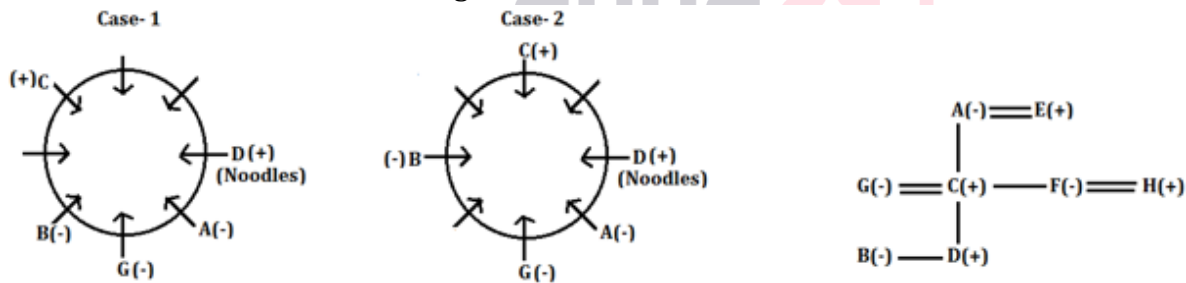 Case- 1
Case- 2
(+)C
D(+)
(Noodles)
A(-)
G(-)
B(-)
C(+)
(-)B
D(+)
(Noodles)
A(-)
G(-)
A(-) E(+)
G(-) C(+) F(-) H(+)
B(-) D(+)